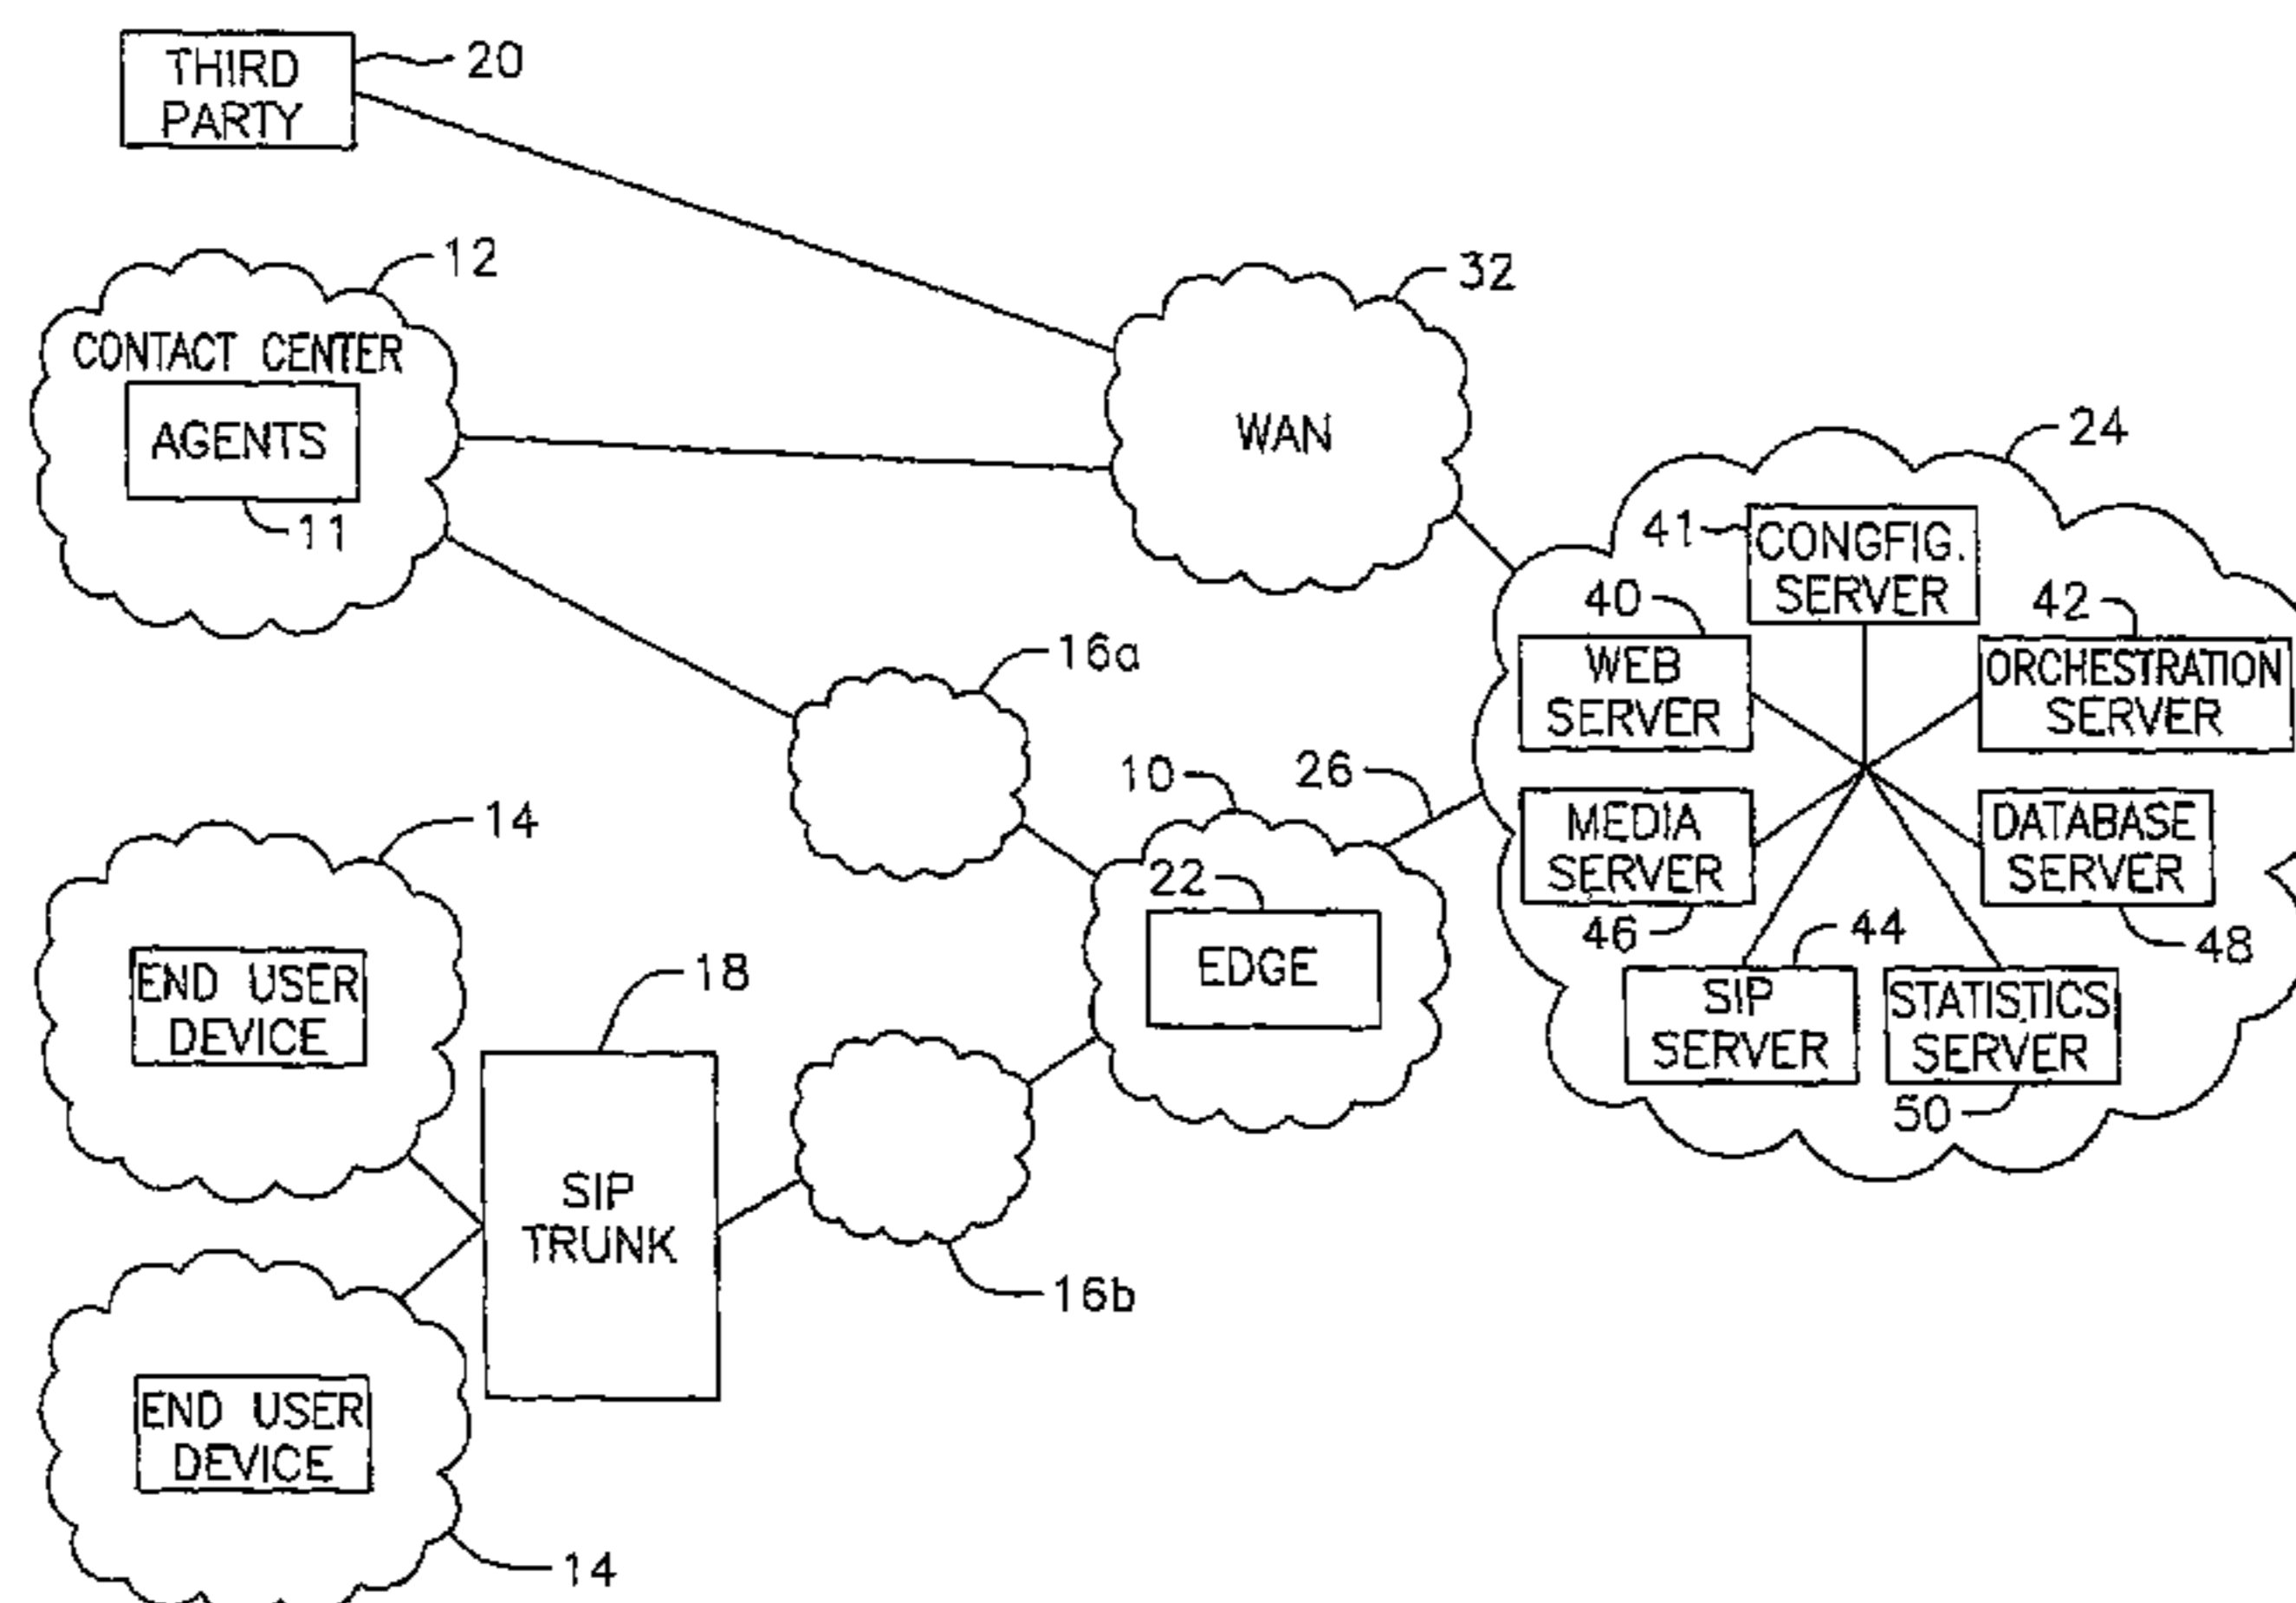 THIRD
PARTY
20
12
CONTACT CENTER
AGENTS
11
32
WAN
24
41
CONGFIG.
SERVER
40
WEB
SERVER
42
ORCHESTRATION
SERVER
16a
10
26
22
EDGE
MEDIA
SERVER
46
DATABASE
SERVER
48
44
SIP
SERVER
STATISTICS
SERVER
50
14
END USER
DEVICE
18
SIP
TRUNK
16b
END USER
DEVICE
14